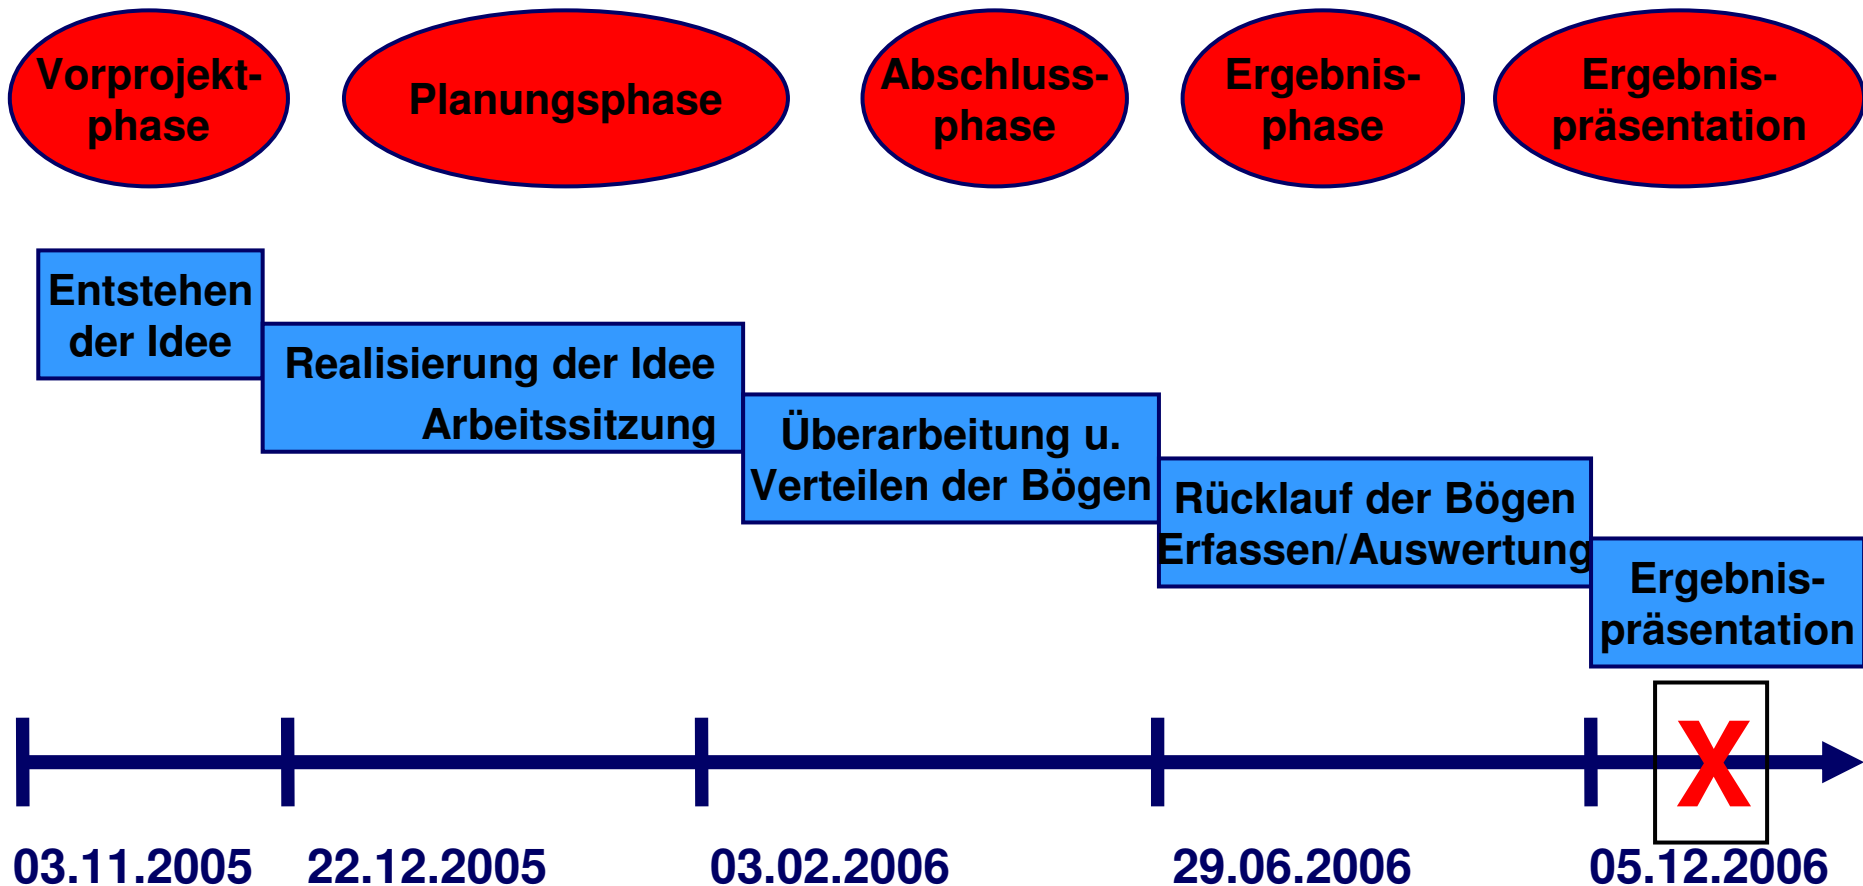 Vorprojekt-
phase
Planungsphase
Abschluss-
phase
Ergebnis-
phase
Ergebnis-
präsentation
Entstehen
der Idee
Realisierung der Idee
Arbeitssitzung
Überarbeitung u.
Verteilen der Bögen
Rücklauf der Bögen
Erfassen/Auswertung
Ergebnis-
präsentation
X
03.11.2005
22.12.2005
03.02.2006
29.06.2006
05.12.2006